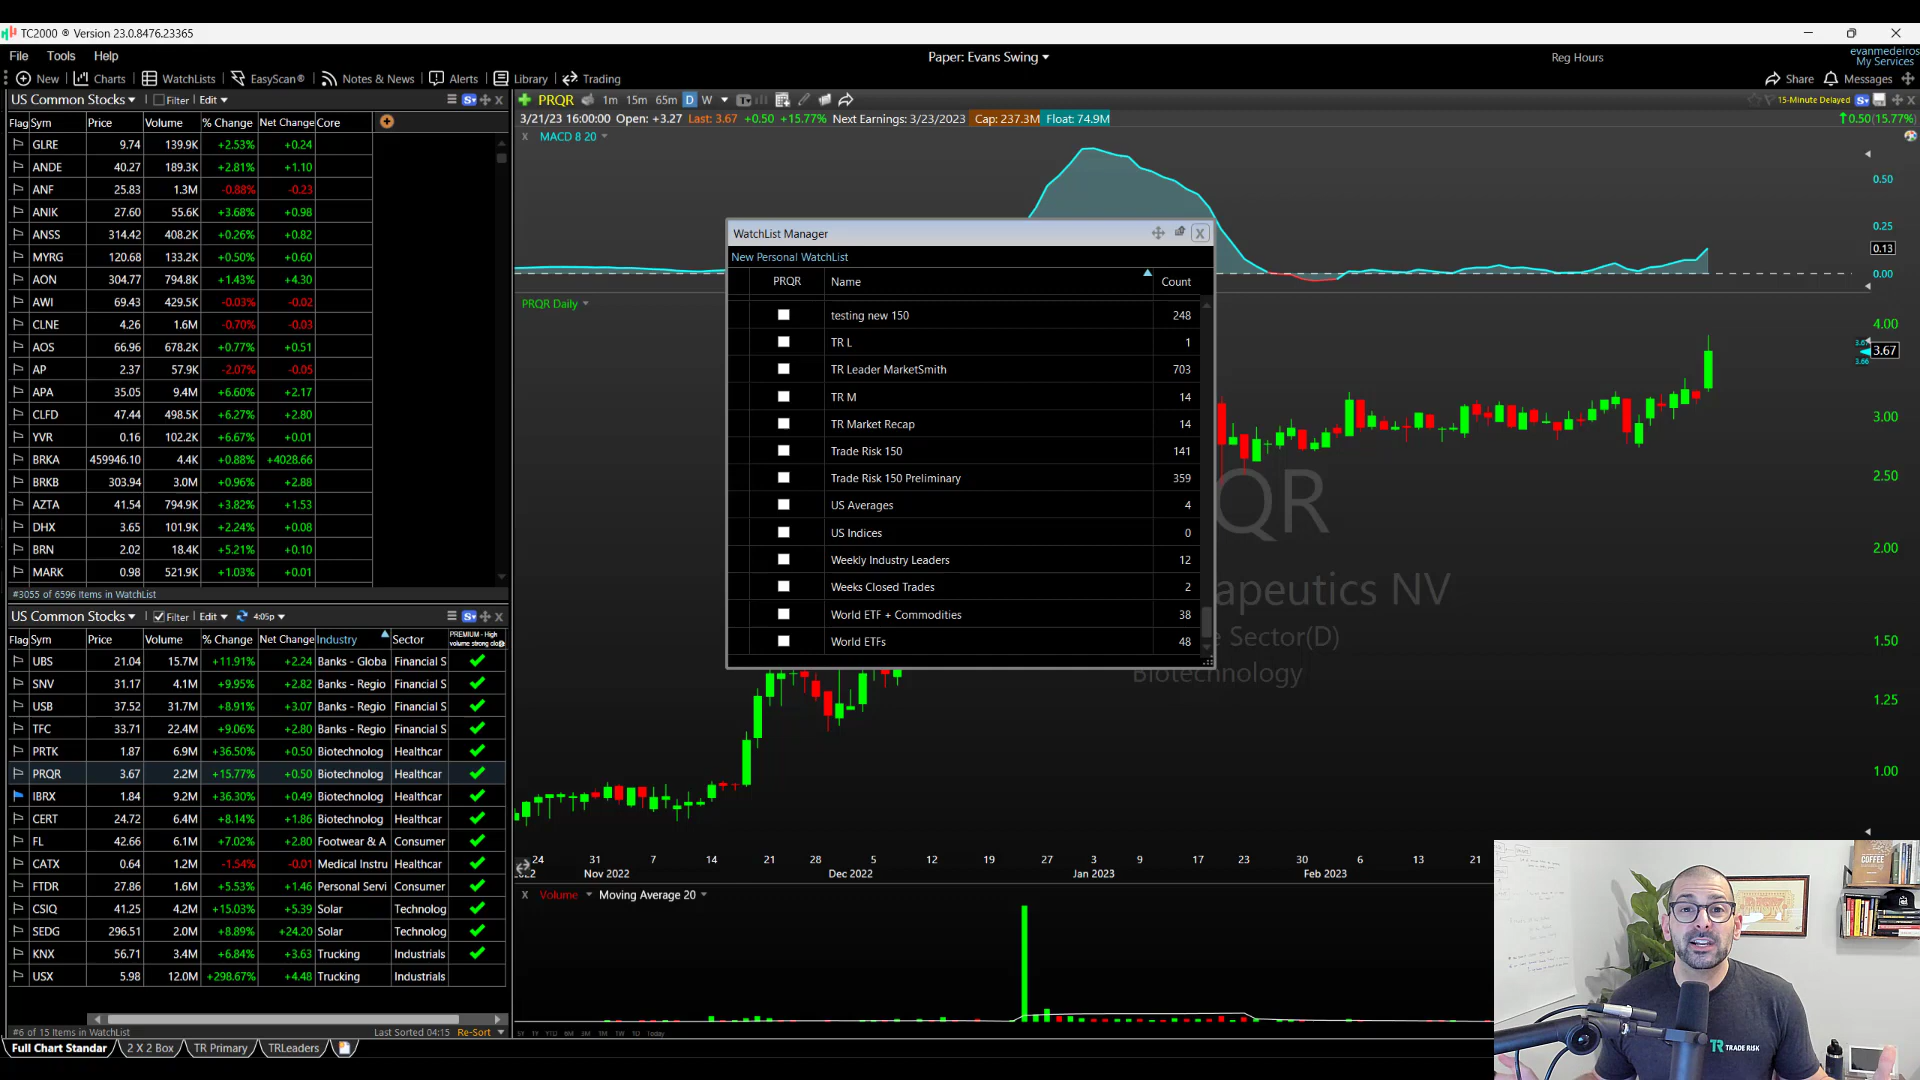 TC2000 ® Version 23.0.8476.23365
File Tools Help
Paper: Evans Swing
Reg Hours
evanmedeiros
My Services
New Charts WatchLists EasyScan® Notes & News Alerts Library Trading
Share Messages
US Common Stocks Filter Edit
Flag Sym Price Volume % Change Net Change Core
GLRE 9.74 139.9K +2.53% +0.24
ANDE 40.27 189.3K +2.81% +1.10
ANF 25.83 1.3M -0.88% -0.23
ANIK 27.60 55.6K +3.68% +0.98
ANSS 314.42 408.2K +0.26% +0.82
MYRG 120.68 133.2K +0.50% +0.60
AON 304.77 794.8K +1.43% +4.30
AWI 69.43 429.5K -0.03% -0.02
CLNE 4.26 1.6M -0.70% -0.03
AOS 66.96 678.2K +0.77% +0.51
AP 2.37 57.9K -2.07% -0.05
APA 35.05 9.4M +6.60% +2.17
CLFD 47.44 498.5K +6.27% +2.80
YVR 0.16 102.2K +6.67% +0.01
BRKA 459946.10 4.4K +0.88% +4028.66
BRKB 303.94 3.0M +0.96% +2.88
AZTA 41.54 794.9K +3.82% +1.53
DHX 3.65 101.9K +2.24% +0.08
BRN 2.02 18.4K +5.21% +0.10
MARK 0.98 521.9K +1.03% +0.01
#3055 of 6596 Items in WatchList
US Common Stocks Filter Edit 4:05p
Flag Sym Price Volume % Change Net Change Industry Sector PREMIUM - High
volume strong close
UBS 21.04 15.7M +11.91% +2.24 Banks - Globa Financial S
SNV 31.17 4.1M +9.95% +2.82 Banks - Regio Financial S
USB 37.52 31.7M +8.91% +3.07 Banks - Regio Financial S
TFC 33.71 22.4M +9.06% +2.80 Banks - Regio Financial S
PRTK 1.87 6.9M +36.50% +0.50 Biotechnolog Healthcar
PRQR 3.67 2.2M +15.77% +0.50 Biotechnolog Healthcar
IBRX 1.84 9.2M +36.30% +0.49 Biotechnolog Healthcar
CERT 24.72 6.4M +8.14% +1.86 Biotechnolog Healthcar
FL 42.66 6.1M +7.02% +2.80 Footwear & A Consumer
CATX 0.64 1.2M -1.54% -0.01 Medical Instru Healthcar
FTDR 27.86 1.6M +5.53% +1.46 Personal Servi Consumer
CSIQ 41.25 4.2M +15.03% +5.39 Solar Technolog
SEDG 296.51 2.0M +8.89% +24.20 Solar Technolog
KNX 56.71 3.4M +6.84% +3.63 Trucking Industrials
USX 5.98 12.0M +298.67% +4.48 Trucking Industrials
#6 of 15 Items in WatchList Last Sorted 04:15 Re-Sort
Full Chart Standar 2 X 2 Box TR Primary TRLeaders
PRQR 1m 15m 65m D W
15-Minute Delayed
3/21/23 16:00:00 Open: +3.27 Last: 3.67 +0.50 +15.77% Next Earnings: 3/23/2023 Cap: 237.3M Float: 74.9M
0.50(15.77%)
X MACD 8 20
0.50
0.25
0.13
0.00
PRQR Daily
WatchList Manager
X
New Personal WatchList
PRQR Name Count
testing new 150 248
TR L 1
TR Leader MarketSmith 703
TR M 14
TR Market Recap 14
Trade Risk 150 141
Trade Risk 150 Preliminary 359
US Averages 4
US Indices 0
Weekly Industry Leaders 12
Weeks Closed Trades 2
World ETF + Commodities 38
World ETFs 48
QR
apeutics NV
e Sector(D)
Biotechnology
4.00
3.67
3.66
3.00
2.50
2.00
1.50
1.25
1.00
24 31 7 14 21 28 5 12 19 27 3 9 17 23 30 6 13 21
Nov 2022 Dec 2022 Jan 2023 Feb 2023
X Volume Moving Average 20
5Y 1Y YTD 6M 3M 1M 1W 1D Today
COFFEE
TR TRADE RISK